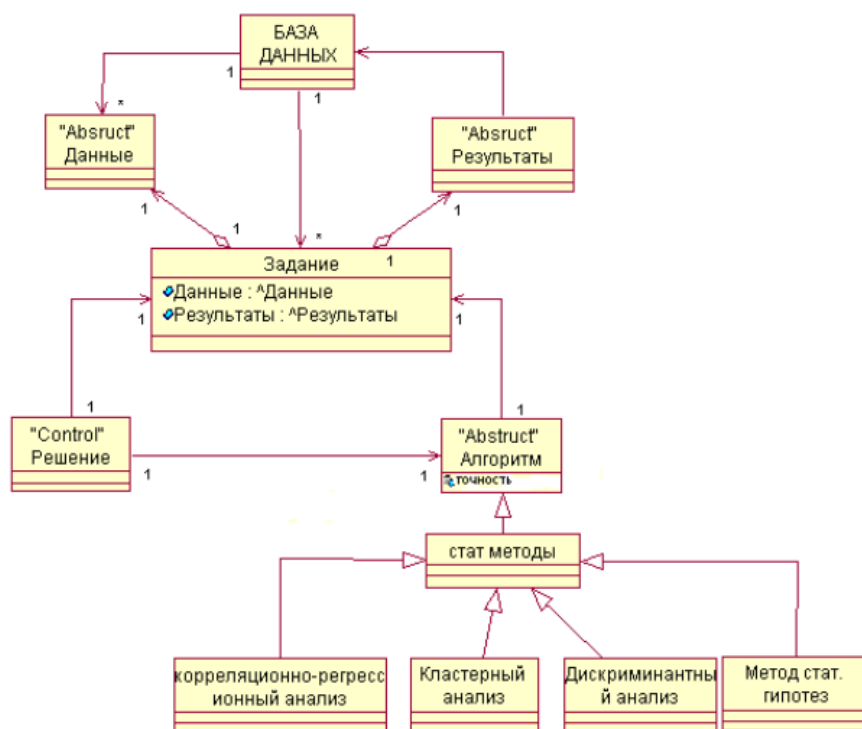 БАЗА
ДАННЫХ
1
1
*
"Absruct"
Данные
"Absruct"
Результаты
1
1
*
1
1
Задание
Данные : ^Данные
Результаты : ^Результаты
1
1
1
1
"Control"
Решение
"Abstruct"
Алгоритм
точность
1
1
стат методы
корреляционно-регресс
ионный анализ
Кластерный
анализ
Дискриминантны
й анализ
Метод стат.
гипотез